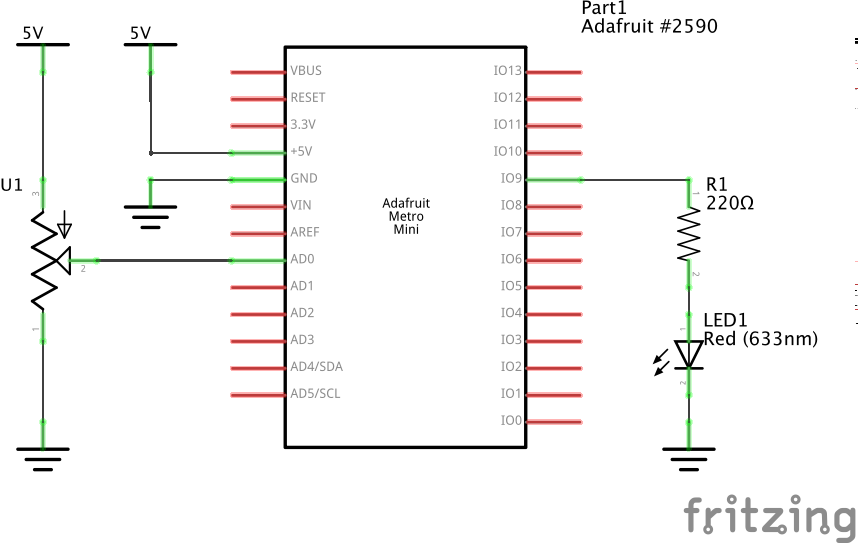 Part1
Adafruit #2590
5V
5V
VBUS
RESET
3.3V
+5V
GND
VIN
AREF
AD0
AD1
AD2
AD3
AD4/SDA
AD5/SCL
Adafruit
Metro
Mini
IO13
IO12
IO11
IO10
IO9
IO8
IO7
IO6
IO5
IO4
IO3
IO2
IO1
IO0
U1
3
2
1
R1
220Ω
1
2
LED1
Red (633nm)
1
2
fritzing